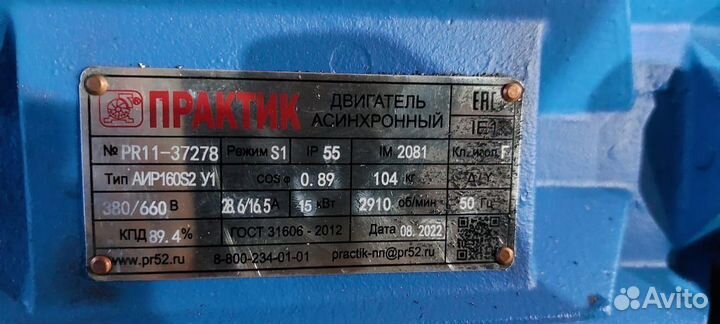 ПРАКТИК ДВИГАТЕЛЬ АСИНХРОННЫЙ EAC IE1
№ PR11-37278 Режим S1 IP 55 IM 2081 Кл. изол. F
Тип АИР160S2 У1 COS φ 0.89 104 кг Δ/Y
380/660 В 28.6/16.5 А 15 кВт 2910 об/мин 50 Гц
КПД 89.4% ГОСТ 31606 - 2012 Дата 08.2022
www.pr52.ru 8-800-234-01-01 practik-nn@pr52.ru
Avito